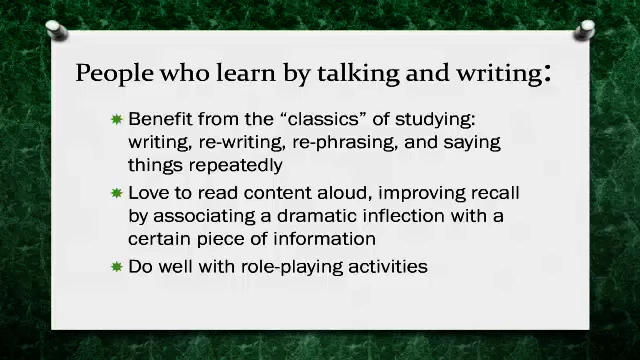 People who learn by talking and writing:
Benefit from the “classics” of studying:
writing, re-writing, re-phrasing, and saying
things repeatedly
Love to read content aloud, improving recall
by associating a dramatic inflection with a
certain piece of information
Do well with role-playing activities